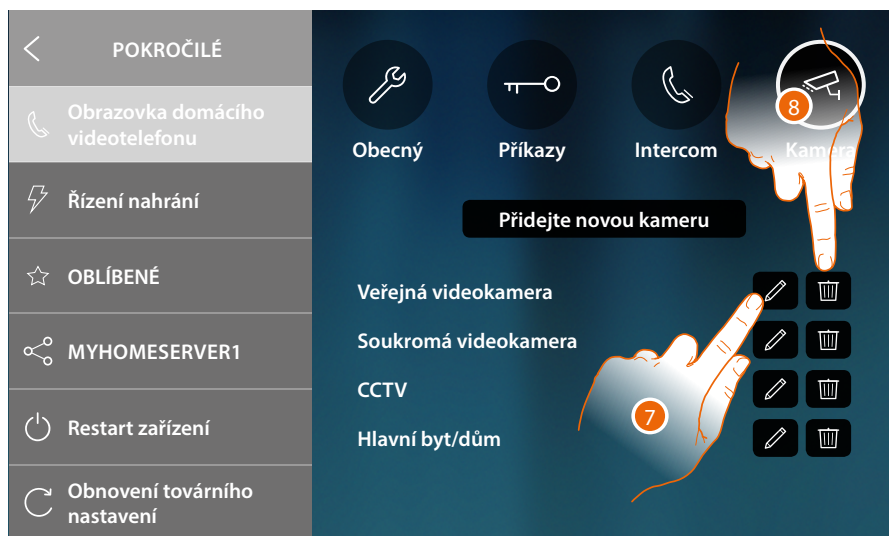 POKROČILÉ
Obrazovka domácího
videotelefonu
Řízení nahrání
OBLÍBENÉ
MYHOMESERVER1
Restart zařízení
Obnovení továrního
nastavení
Obecný
Příkazy
Intercom
Kamera
8
Přidejte novou kameru
Veřejná videokamera
Soukromá videokamera
CCTV
Hlavní byt/dům
7